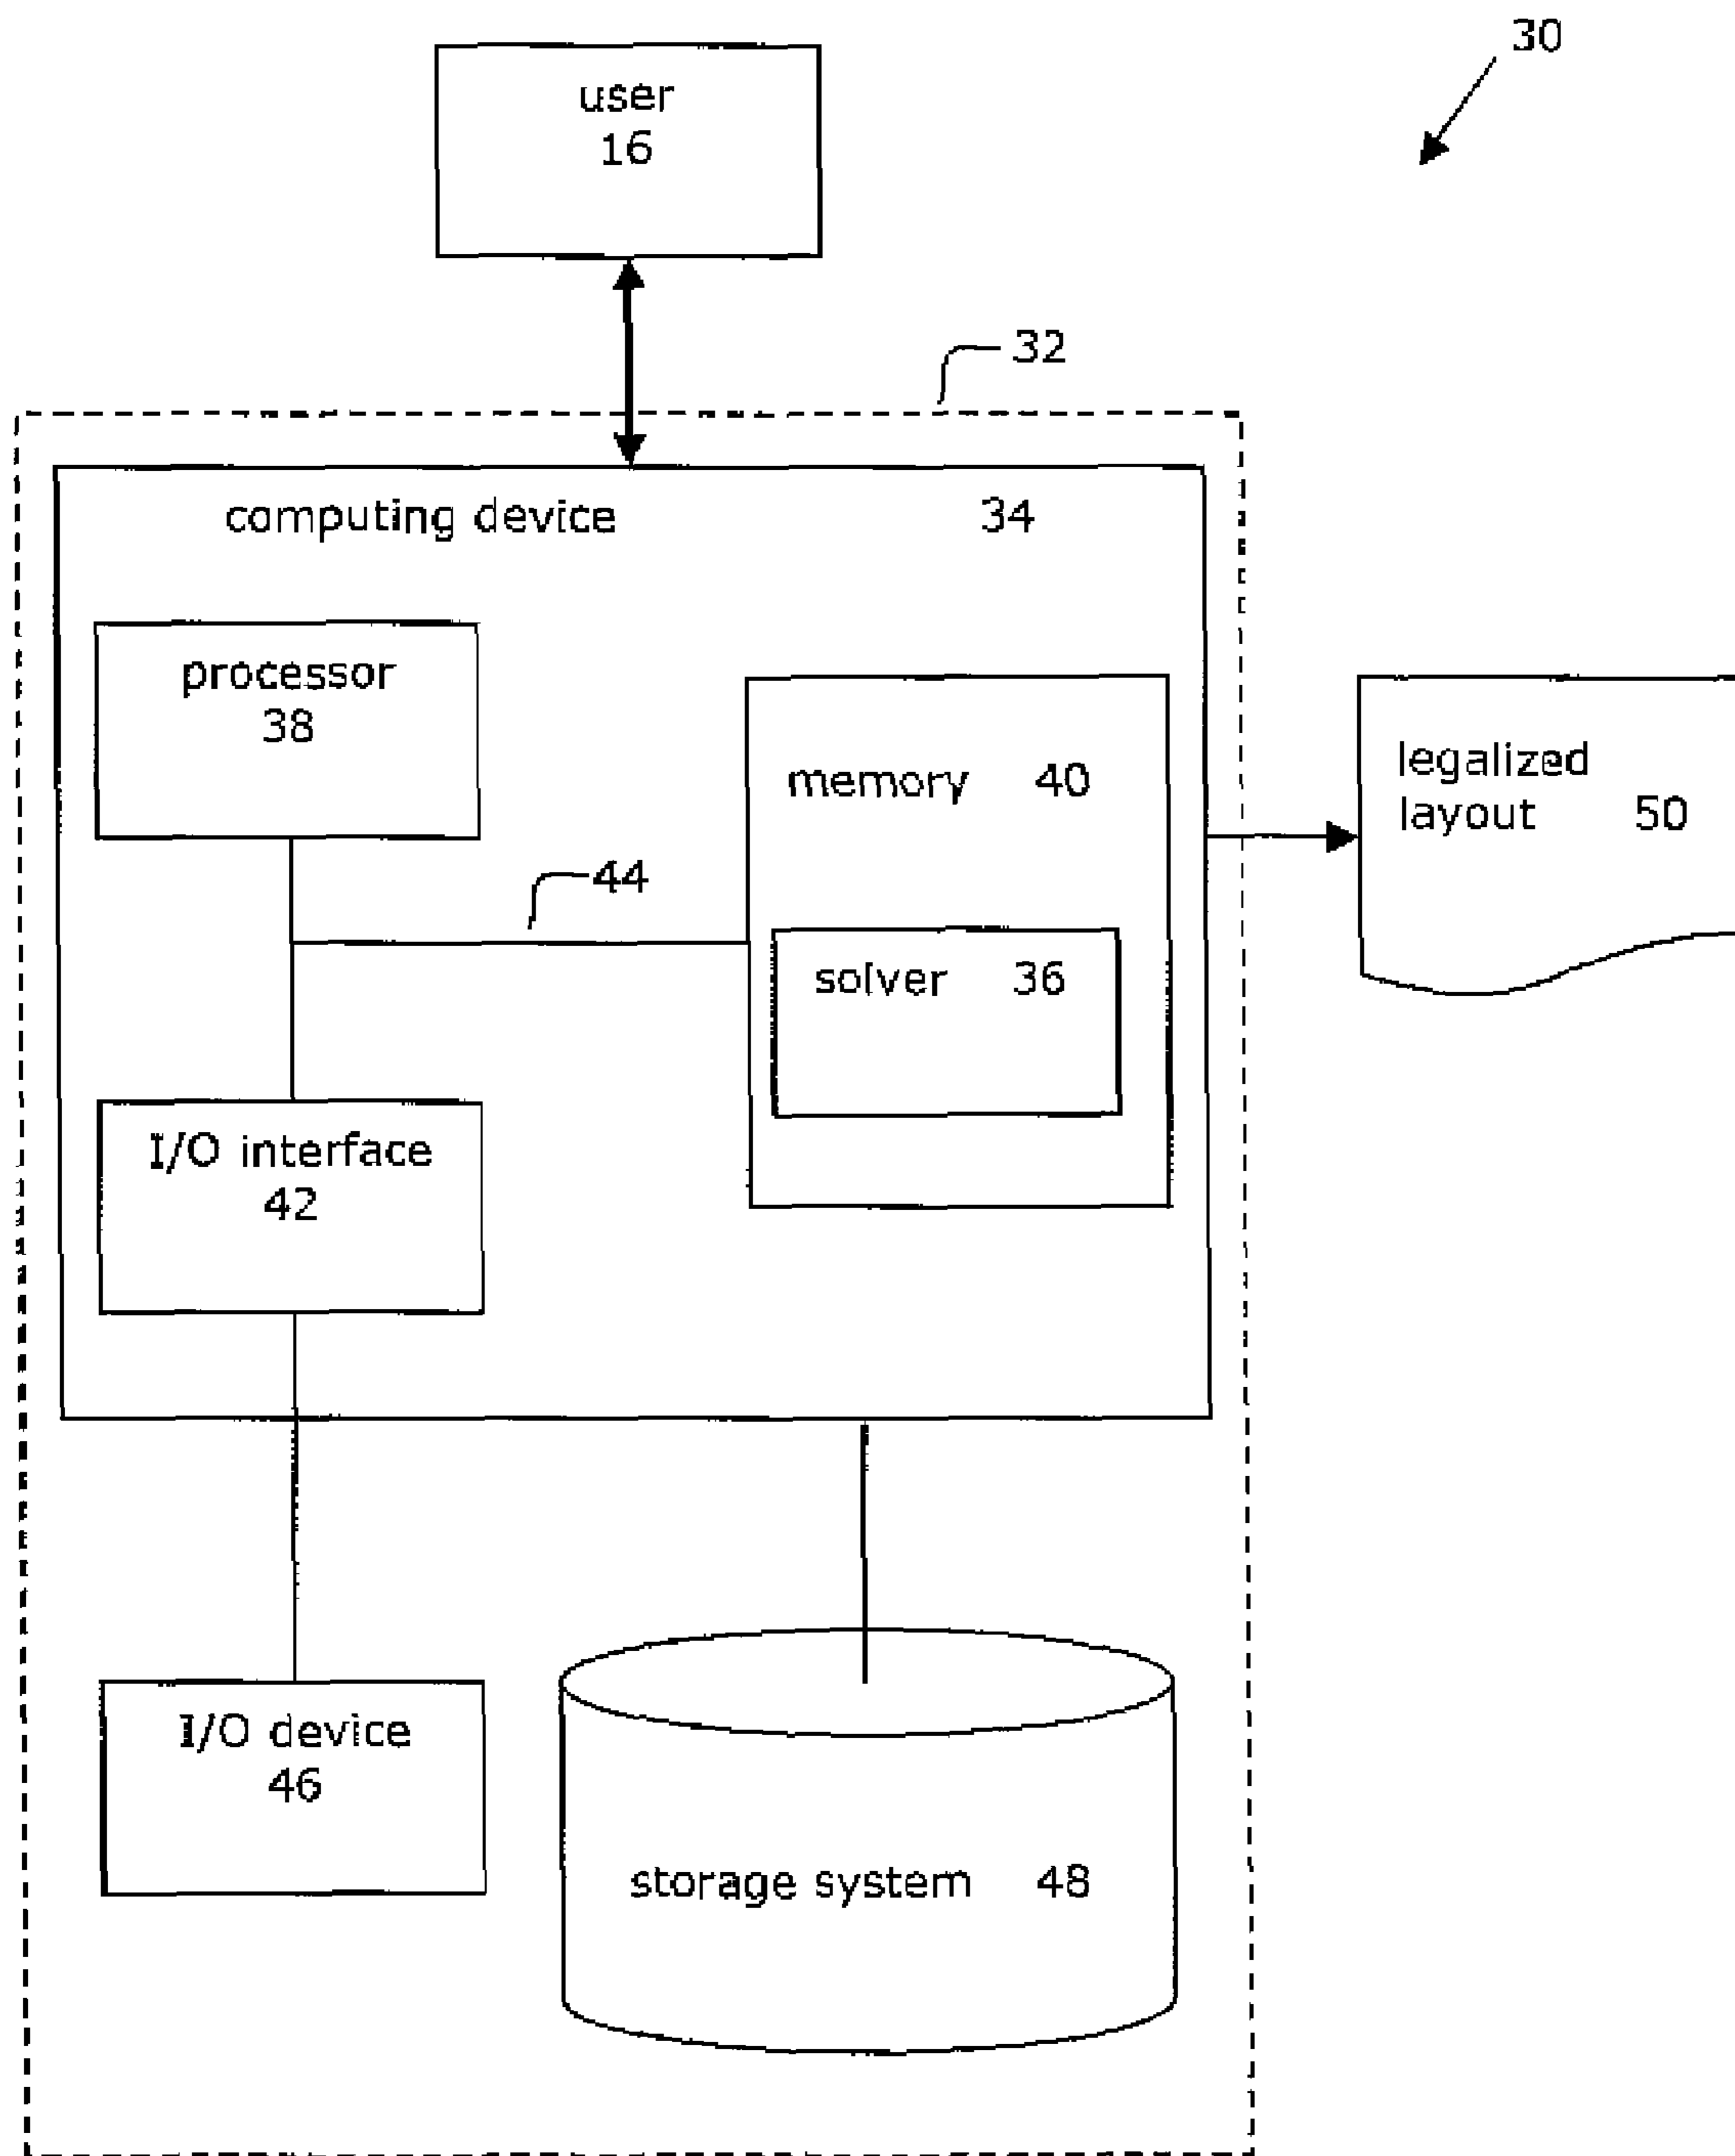 30
user
16
32
computing device 34
processor
38
memory 40
legalized
layout 50
44
solver 36
I/O interface
42
I/O device
46
storage system 48